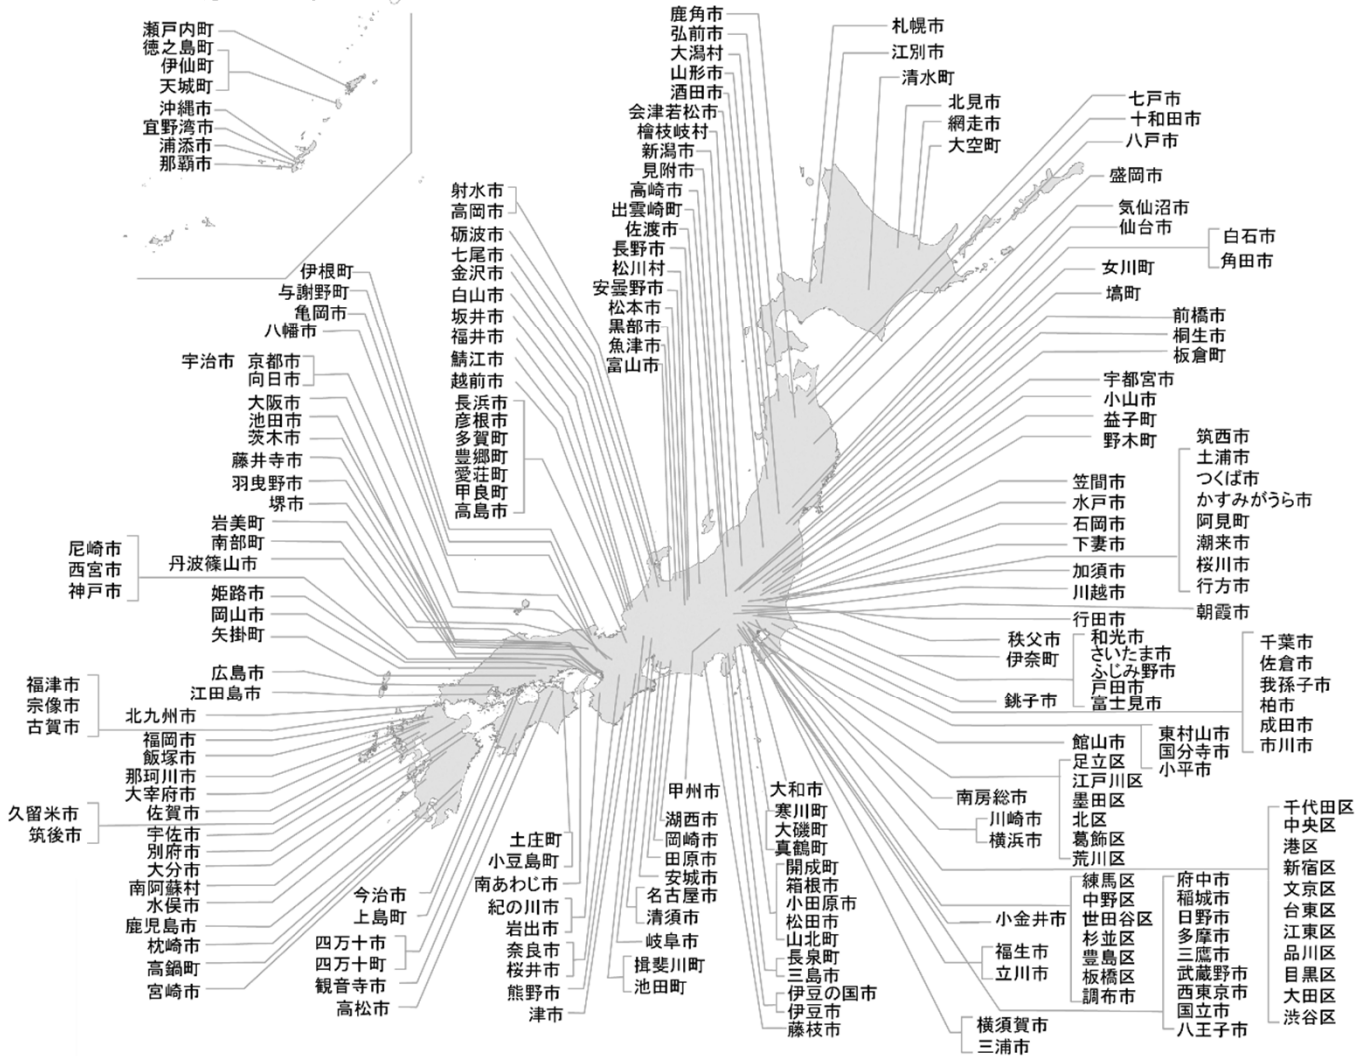 瀬戸内町
徳之島町
伊仙町
天城町
沖縄市
宜野湾市
浦添市
那覇市
伊根町
与謝野町
亀岡市
八幡市
宇治市 京都市
向日市
大阪市
池田市
茨木市
藤井寺市
羽曳野市
堺市
岩美町
南部町
丹波篠山市
尼崎市
西宮市
神戸市
姫路市
岡山市
矢掛町
広島市
江田島市
福津市
宗像市
古賀市
北九州市
福岡市
飯塚市
那珂川市
大宰府市
佐賀市
久留米市
筑後市
宇佐市
別府市
大分市
南阿蘇村
水俣市
鹿児島市
枕崎市
高鍋町
宮崎市
射水市
高岡市
砺波市
七尾市
金沢市
白山市
坂井市
福井市
鯖江市
越前市
長浜市
彦根市
多賀町
豊郷町
愛荘町
甲良町
高島市
鹿角市
弘前市
大潟村
山形市
酒田市
会津若松市
檜枝岐村
新潟市
見附市
高崎市
出雲崎町
佐渡市
長野市
松川村
安曇野市
松本市
黒部市
魚津市
富山市
札幌市
江別市
清水町
北見市
網走市
大空町
七戸市
十和田市
八戸市
盛岡市
気仙沼市
仙台市
白石市
角田市
女川町
塙町
前橋市
桐生市
板倉町
宇都宮市
小山市
益子町
野木町
筑西市
土浦市
つくば市
かすみがうら市
阿見町
潮来市
桜川市
行方市
笠間市
水戸市
石岡市
下妻市
加須市
川越市
朝霞市
行田市
秩父市
伊奈町
和光市
さいたま市
ふじみ野市
戸田市
富士見市
銚子市
千葉市
佐倉市
我孫子市
柏市
成田市
市川市
東村山市
国分寺市
小平市
館山市
足立区
江戸川区
墨田区
北区
葛飾区
荒川区
南房総市
川崎市
横浜市
千代田区
中央区
港区
新宿区
文京区
台東区
江東区
品川区
目黒区
大田区
渋谷区
練馬区
中野区
世田谷区
杉並区
豊島区
板橋区
調布市
小金井市
府中市
稲城市
日野市
多摩市
三鷹市
武蔵野市
西東京市
国立市
八王子市
福生市
立川市
横須賀市
三浦市
甲州市
湖西市
岡崎市
田原市
安城市
名古屋市
清須市
岐阜市
揖斐川町
池田町
大和市
寒川町
大磯町
真鶴町
開成町
箱根市
小田原市
松田市
山北町
長泉町
三島市
伊豆の国市
伊豆市
藤枝市
土庄町
小豆島町
南あわじ市
紀の川市
岩出市
奈良市
桜井市
熊野市
津市
今治市
上島町
四万十市
四万十町
観音寺市
高松市